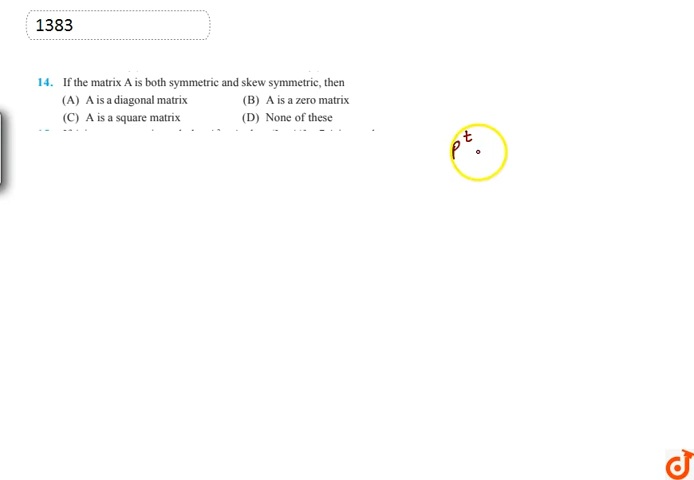 1383
14. If the matrix A is both symmetric and skew symmetric, then
(A) A is a diagonal matrix (B) A is a zero matrix
(C) A is a square matrix (D) None of these
pt